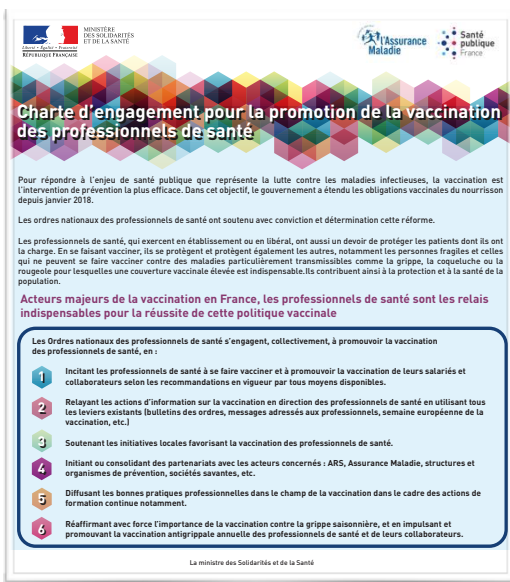 MINISTÈRE
DES SOLIDARITÉS
ET DE LA SANTÉ
Liberté • Égalité • Fraternité
RÉPUBLIQUE FRANÇAISE
l'Assurance
Maladie
Santé
publique
France
Charte d'engagement pour la promotion de la vaccination
des professionnels de santé
Pour répondre à l'enjeu de santé publique que représente la lutte contre les maladies infectieuses, la vaccination est
l'intervention de prévention la plus efficace. Dans cet objectif, le gouvernement a étendu les obligations vaccinales du nourrisson
depuis janvier 2018.
Les ordres nationaux des professionnels de santé ont soutenu avec conviction et détermination cette réforme.
Les professionnels de santé, qui exercent en établissement ou en libéral, ont aussi un devoir de protéger les patients dont ils ont
la charge. En se faisant vacciner, ils se protègent et protègent également les autres, notamment les personnes fragiles et celles
qui ne peuvent se faire vacciner contre des maladies particulièrement transmissibles comme la grippe, la coqueluche ou la
rougeole pour lesquelles une couverture vaccinale élevée est indispensable.Ils contribuent ainsi à la protection et à la santé de la
population.
Acteurs majeurs de la vaccination en France, les professionnels de santé sont les relais
indispensables pour la réussite de cette politique vaccinale
Les Ordres nationaux des professionnels de santé s'engagent, collectivement, à promouvoir la vaccination
des professionnels de santé, en :
1 Incitant les professionnels de santé à se faire vacciner et à promouvoir la vaccination de leurs salariés et
collaborateurs selon les recommandations en vigueur par tous moyens disponibles.
2 Relayant les actions d'information sur la vaccination en direction des professionnels de santé en utilisant tous
les leviers existants (bulletins des ordres, messages adressés aux professionnels, semaine européenne de la
vaccination, etc.)
3 Soutenant les initiatives locales favorisant la vaccination des professionnels de santé.
4 Initiant ou consolidant des partenariats avec les acteurs concernés : ARS, Assurance Maladie, structures et
organismes de prévention, sociétés savantes, etc.
5 Diffusant les bonnes pratiques professionnelles dans le champ de la vaccination dans le cadre des actions de
formation continue notamment.
6 Réaffirmant avec force l'importance de la vaccination contre la grippe saisonnière, et en impulsant et
promouvant la vaccination antigrippale annuelle des professionnels de santé et de leurs collaborateurs.
La ministre des Solidarités et de la Santé